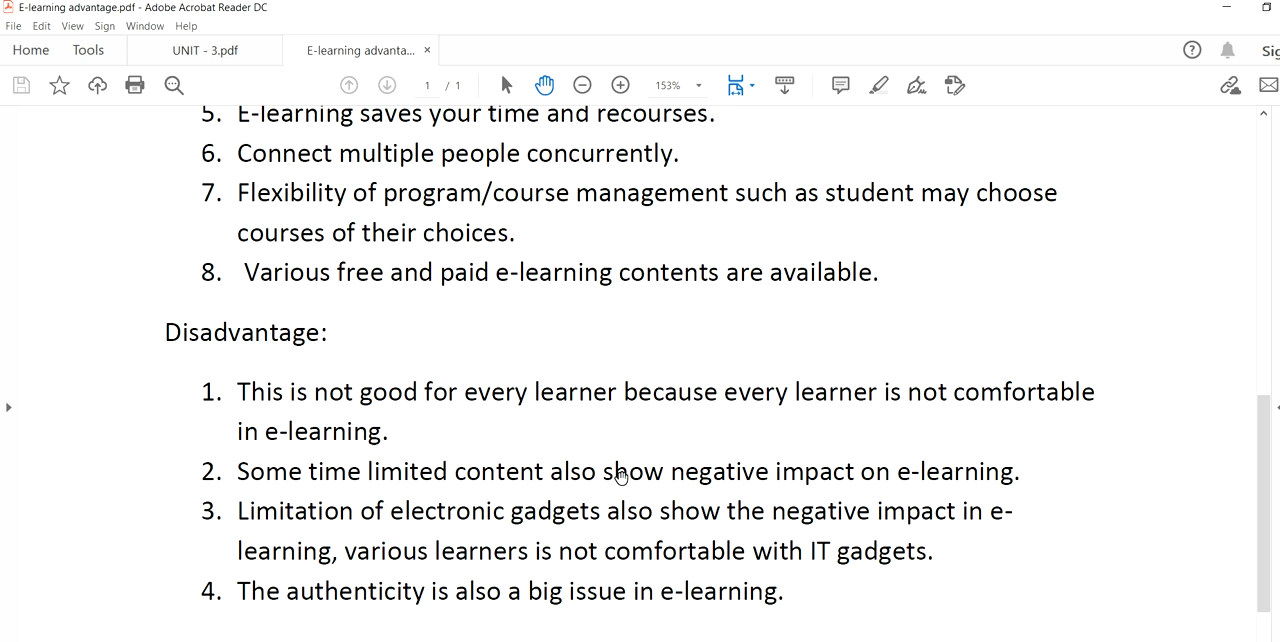 E-learning advantage.pdf - Adobe Acrobat Reader DC
File Edit View Sign Window Help
Home Tools UNIT - 3.pdf E-learning advanta... ×
1 / 1 153%
5. E-learning saves your time and recourses.
6. Connect multiple people concurrently.
7. Flexibility of program/course management such as student may choose
courses of their choices.
8. Various free and paid e-learning contents are available.
Disadvantage:
1. This is not good for every learner because every learner is not comfortable
in e-learning.
2. Some time limited content also show negative impact on e-learning.
3. Limitation of electronic gadgets also show the negative impact in e-
learning, various learners is not comfortable with IT gadgets.
4. The authenticity is also a big issue in e-learning.